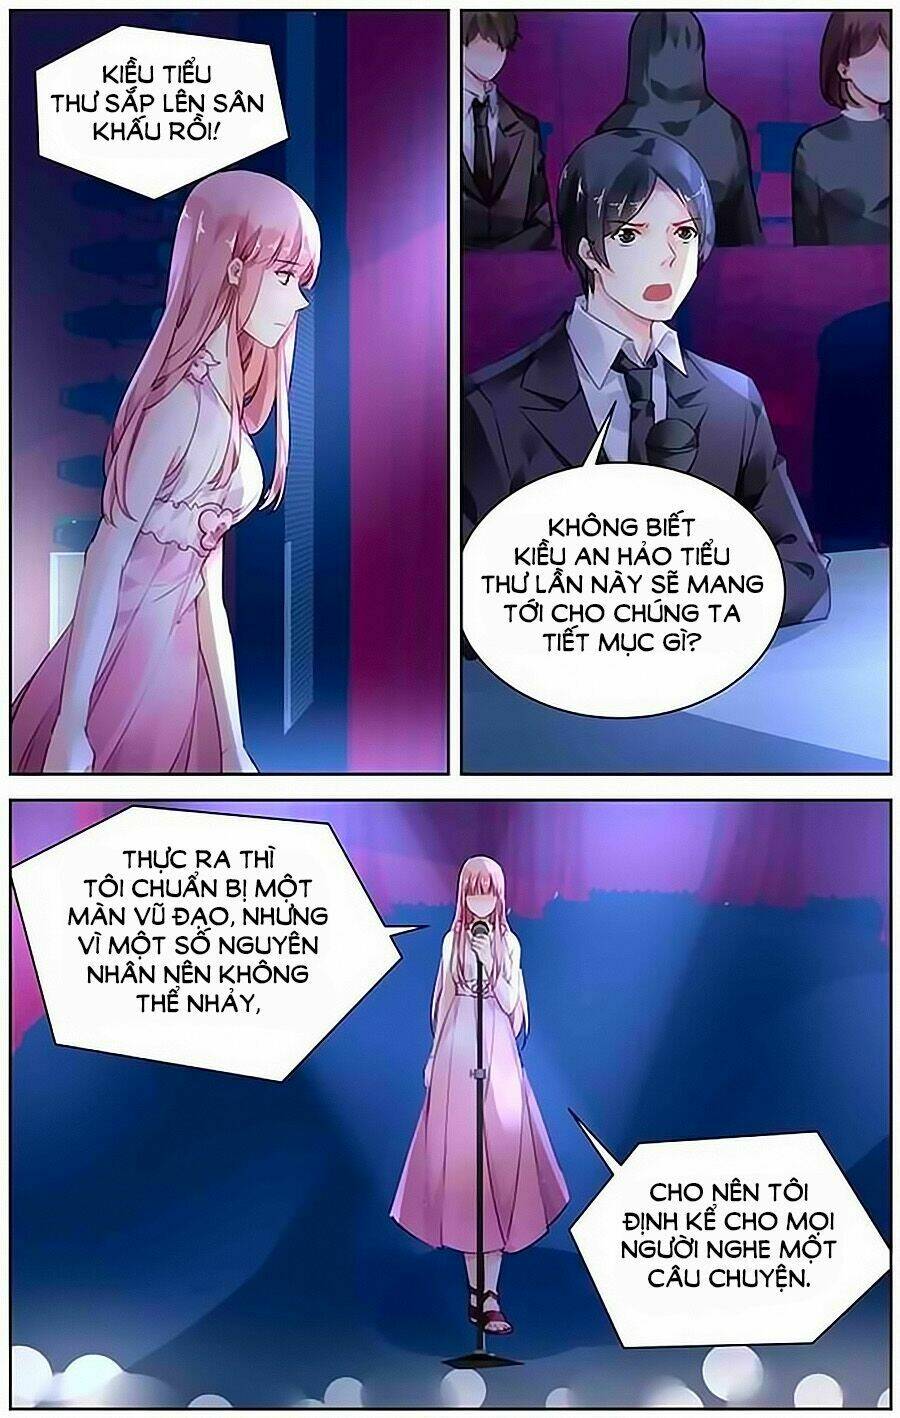 KIỀU TIỂU
THƯ SẮP LÊN SÂN
KHẤU RỒI!
KHÔNG BIẾT
KIỀU AN HẢO TIỂU
THƯ LẦN NÀY SẼ MANG
TỚI CHO CHÚNG TA
TIẾT MỤC GÌ?
THỰC RA THÌ
TÔI CHUẨN BỊ MỘT
MÀN VŨ ĐẠO, NHƯNG
VÌ MỘT SỐ NGUYÊN
NHÂN NÊN KHÔNG
THỂ NHẢY,
CHO NÊN TÔI
ĐỊNH KỂ CHO MỌI
NGƯỜI NGHE MỘT
CÂU CHUYỆN.